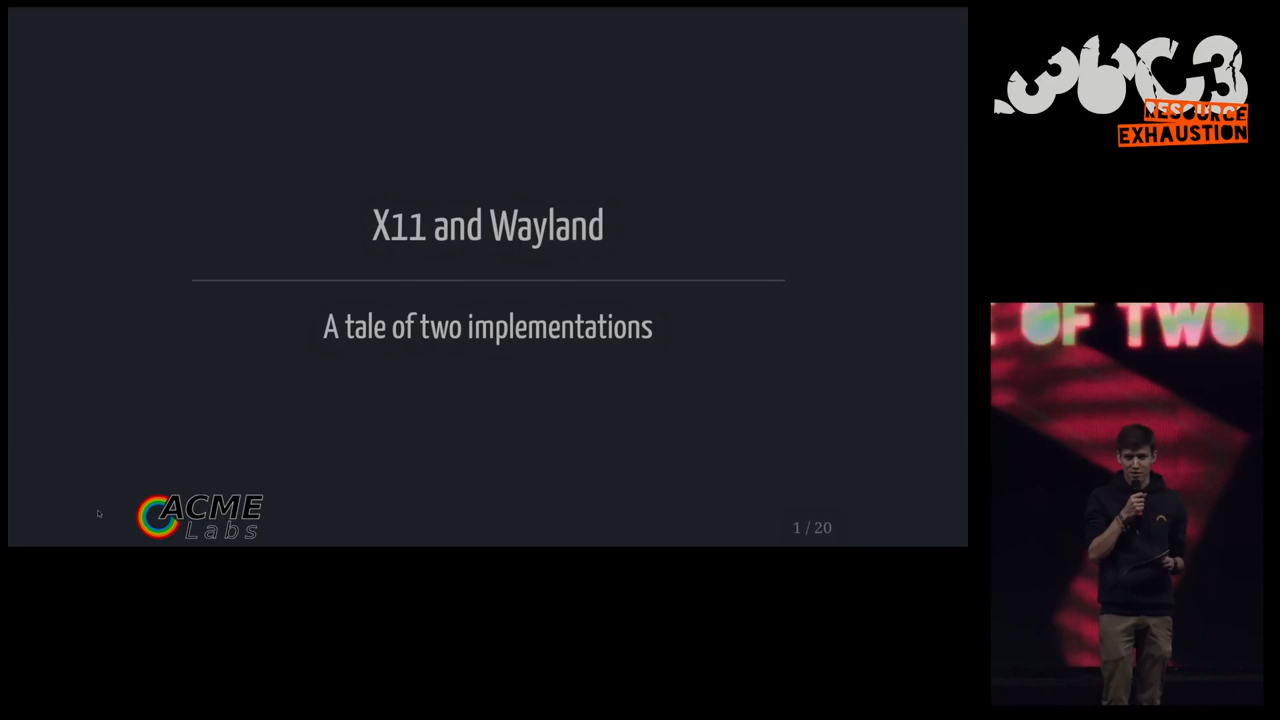 X11 and Wayland
A tale of two implementations
ACME
Labs
1 / 20
36C3
RESOURCE
EXHAUSTION
OF TWO